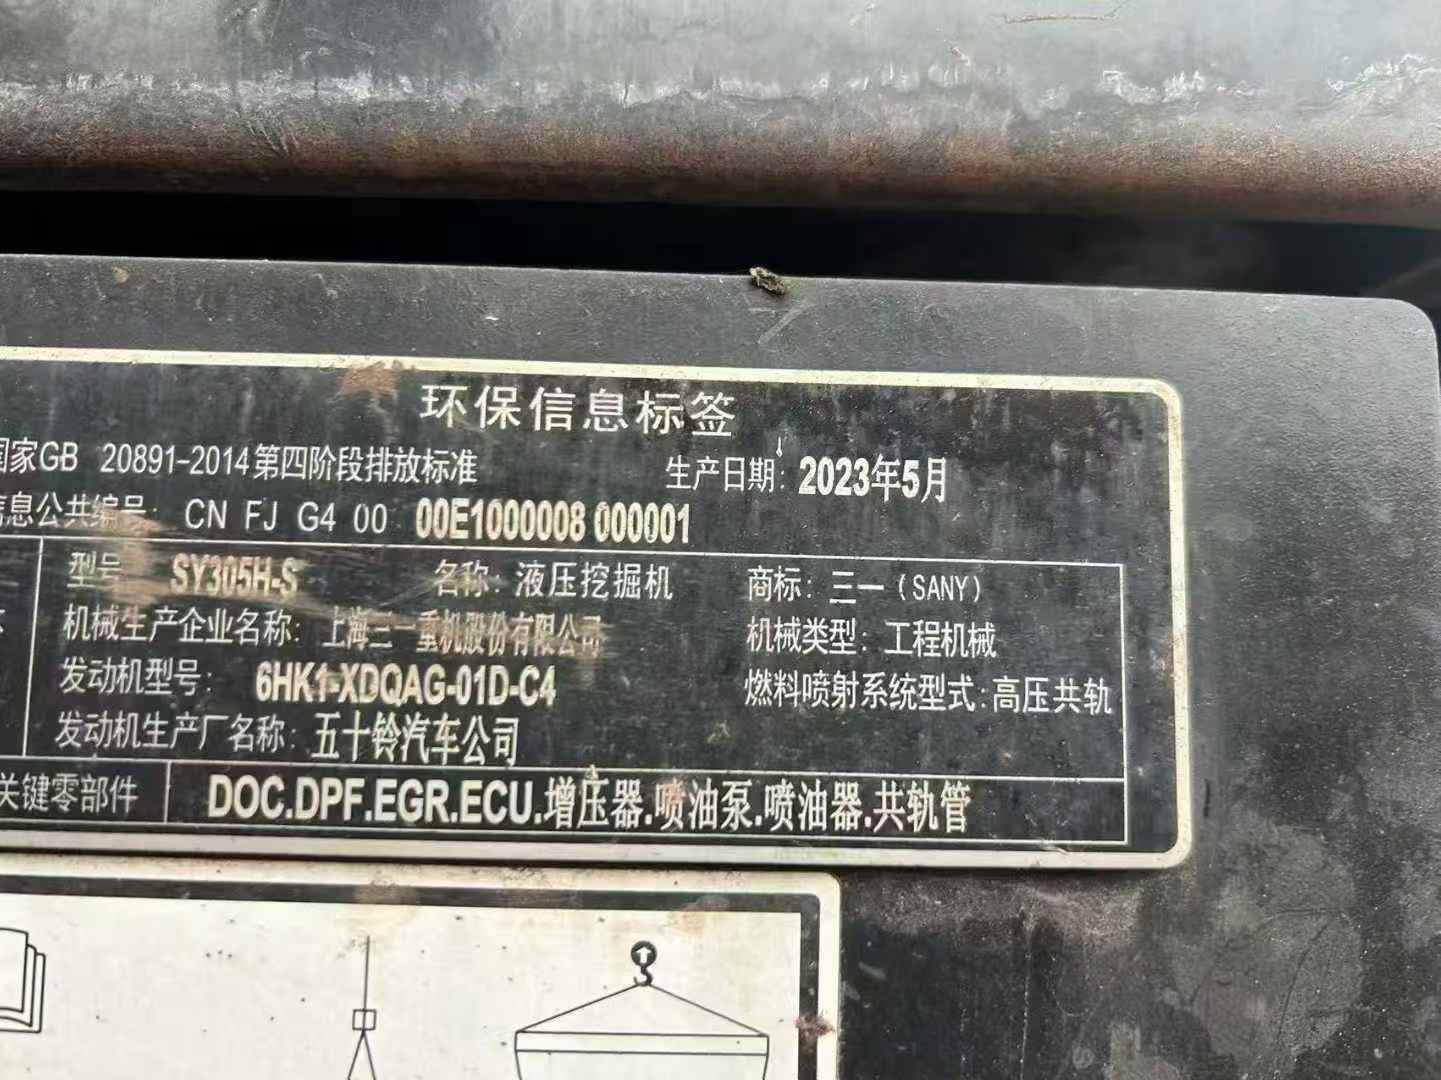 环保信息标签
国家GB 20891-2014第四阶段排放标准 生产日期: 2023年5月
信息公共编号: CN FJ G4 00 00E1000008 000001
型号 SY305H-S 名称: 液压挖掘机 商标: 三一(SANY)
机械生产企业名称: 上海三一重机股份有限公司 机械类型: 工程机械
发动机型号: 6HK1-XDQAG-01D-C4 燃料喷射系统型式: 高压共轨
发动机生产厂名称: 五十铃汽车公司
关键零部件 DOC.DPF.EGR.ECU.增压器.喷油泵.喷油器.共轨管